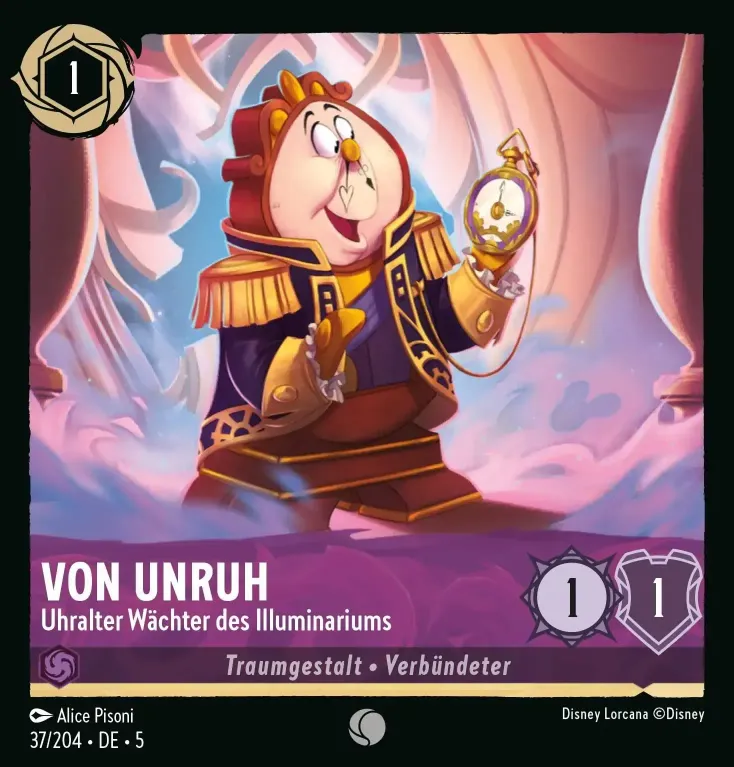 1
VON UNRUH
Uhralter Wächter des Illuminariums
1 1
Traumgestalt • Verbündeter
Alice Pisoni
Disney Lorcana ©Disney
37/204 • DE • 5